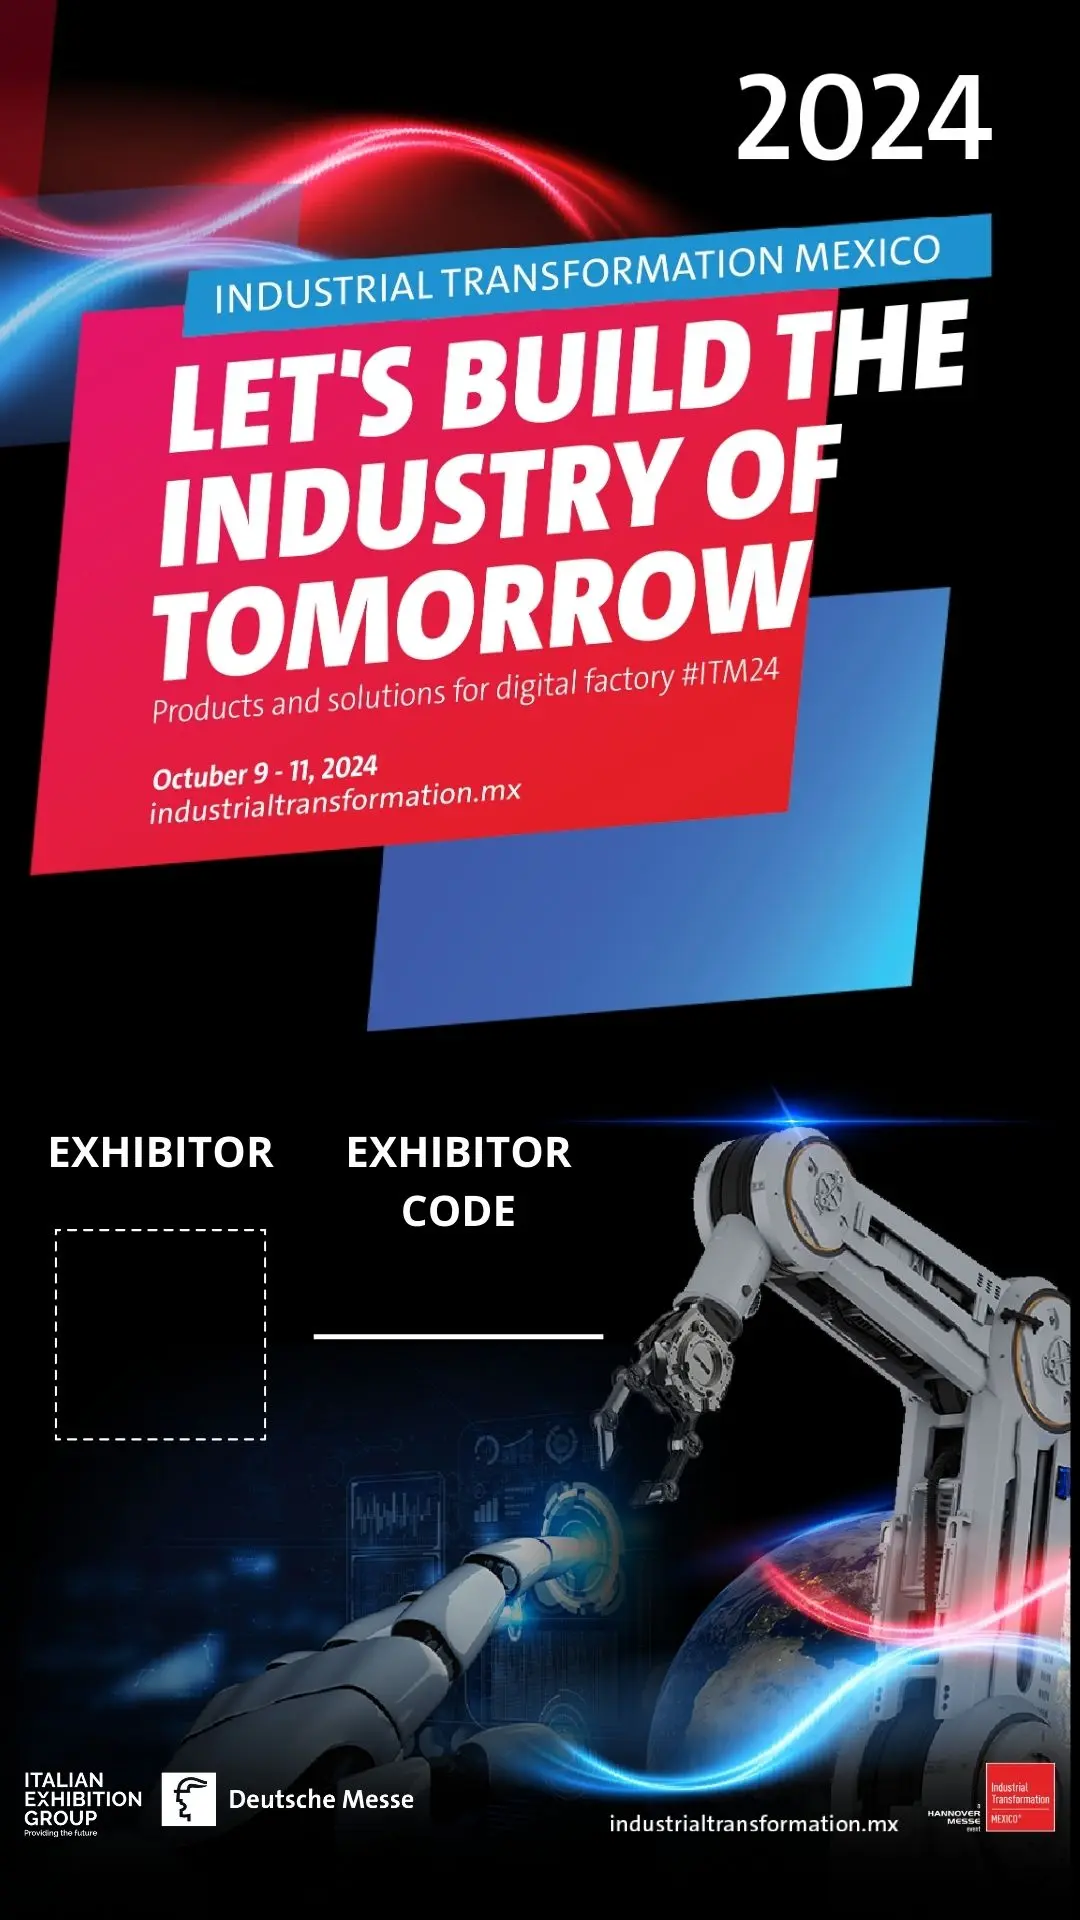 2024
INDUSTRIAL TRANSFORMATION MEXICO
LET'S BUILD THE
INDUSTRY OF
TOMORROW
Products and solutions for digital factory #ITM24
Octuber 9 - 11, 2024
industrialtransformation.mx
EXHIBITOR
EXHIBITOR
CODE
ITALIAN
EXHIBITION
GROUP
Providing the future
Deutsche Messe
industrialtransformation.mx
a
HANNOVER
MESSE
event
Industrial
Transformation
MEXICO®